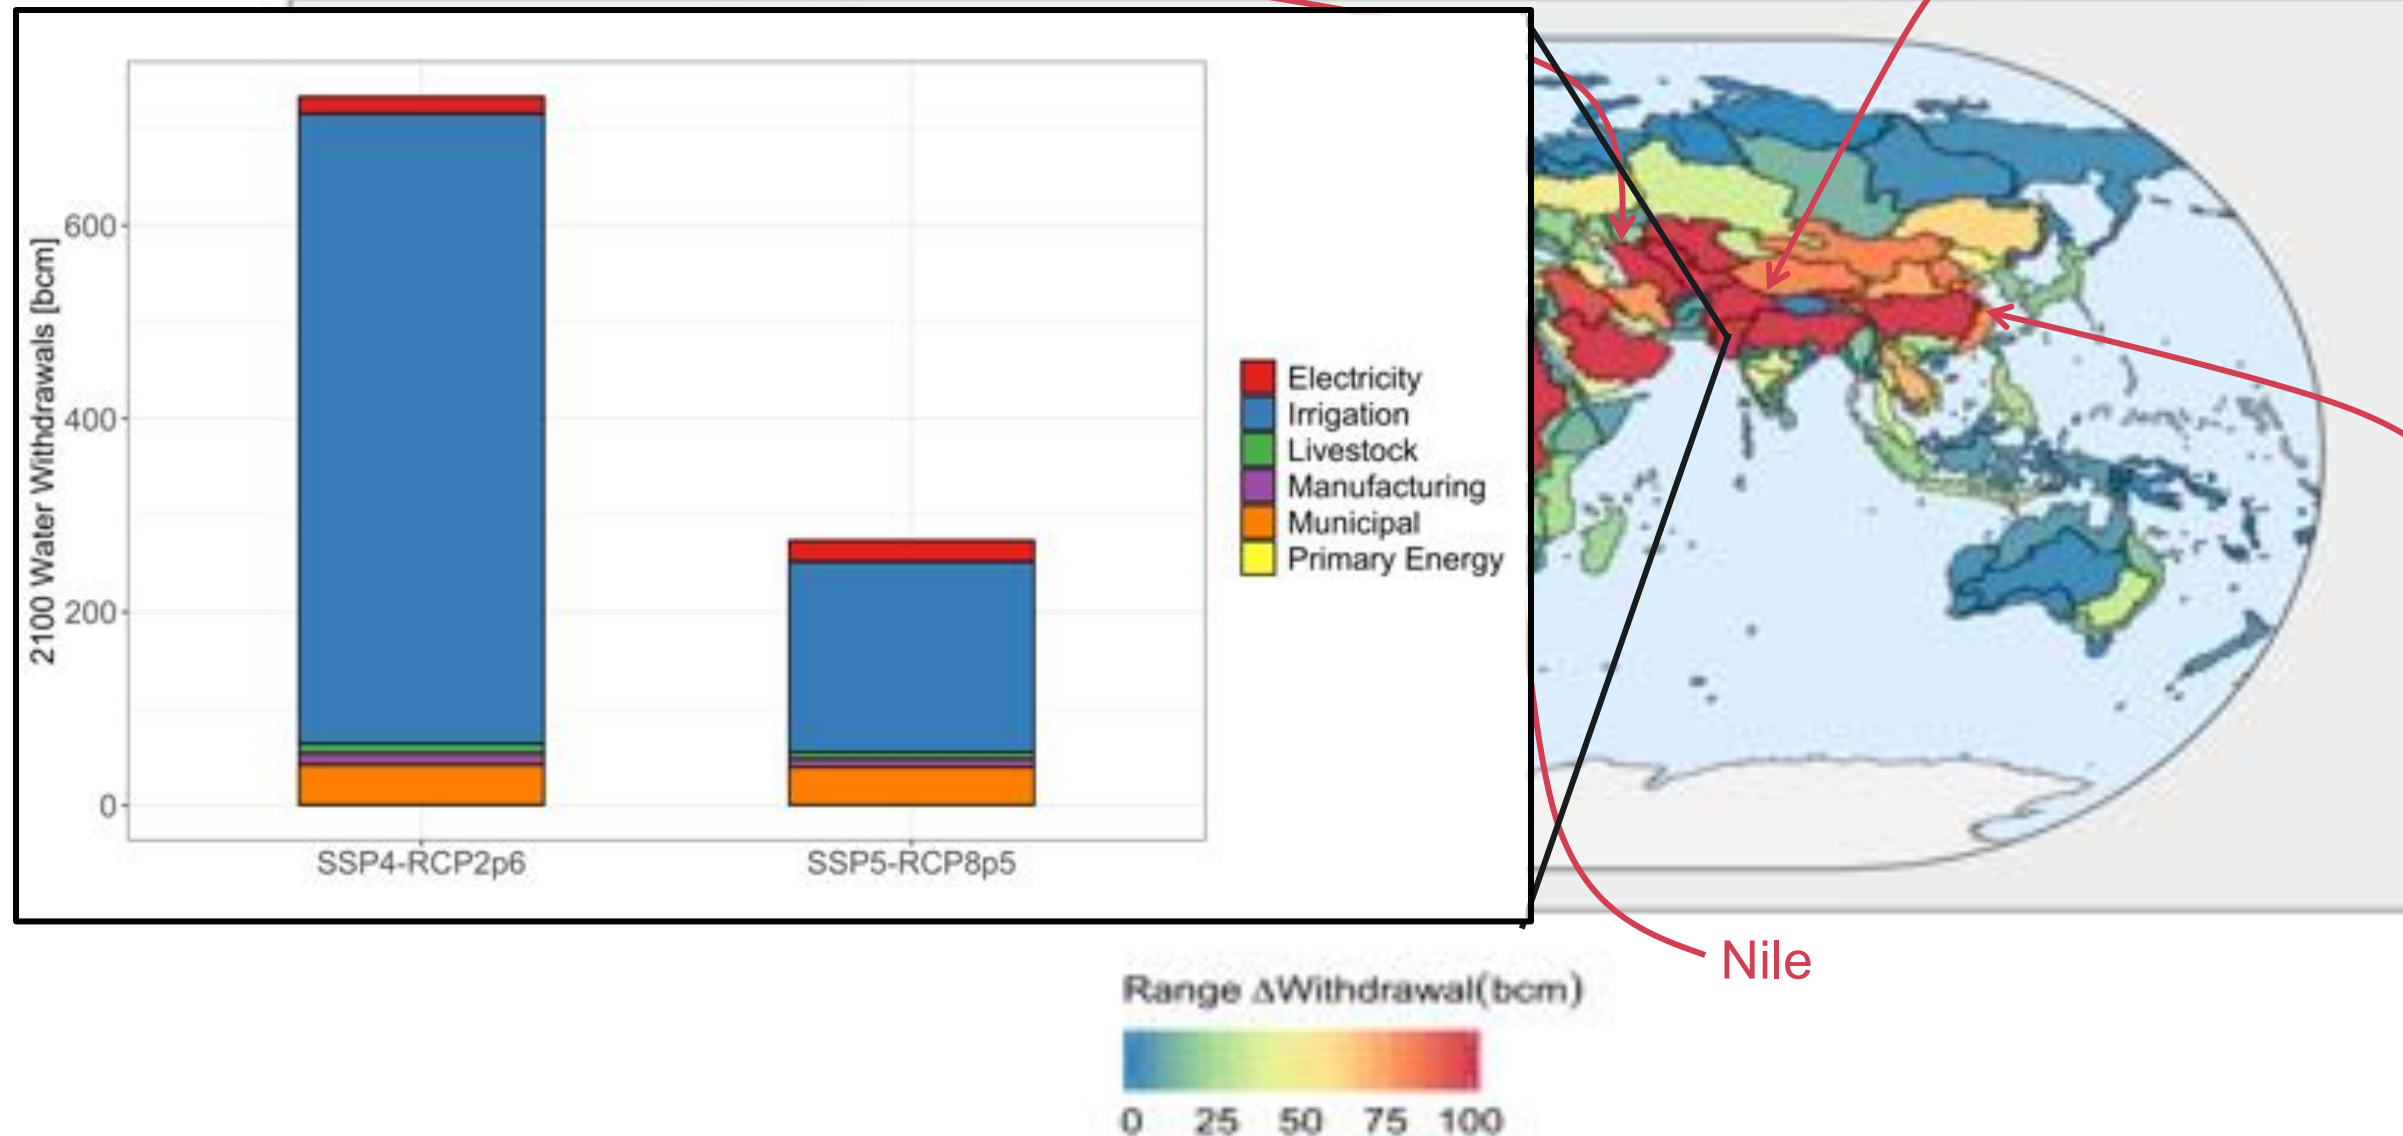 2100 Water Withdrawals [bcm]
600
400
200
0
SSP4-RCP2p6
SSP5-RCP8p5
Electricity
Irrigation
Livestock
Manufacturing
Municipal
Primary Energy
Nile
Range ΔWithdrawal(bcm)
0 25 50 75 100